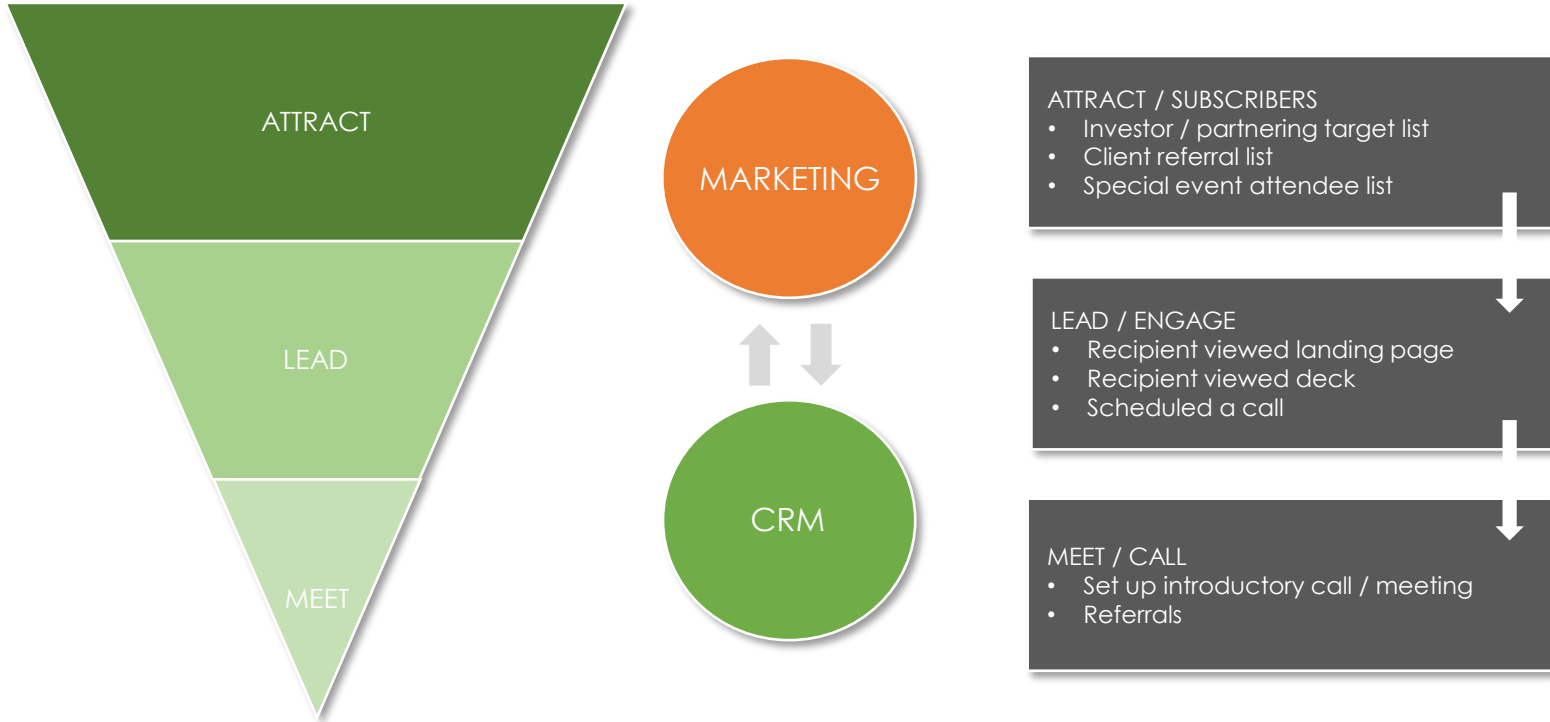 ATTRACT
LEAD
MEET
MARKETING
CRM
ATTRACT / SUBSCRIBERS
• Investor / partnering target list
• Client referral list
• Special event attendee list
LEAD / ENGAGE
• Recipient viewed landing page
• Recipient viewed deck
• Scheduled a call
MEET / CALL
• Set up introductory call / meeting
• Referrals